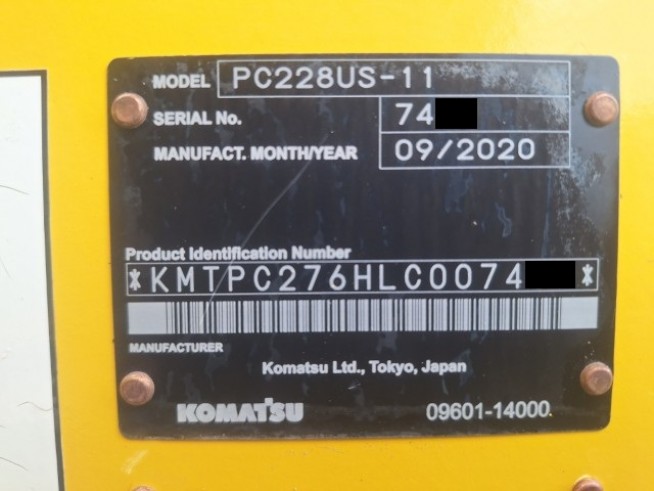 MODEL PC228US-11
SERIAL No. 74
MANUFACT. MONTH/YEAR 09/2020
Product Identification Number
*KMTPC276HLC0074 *
MANUFACTURER
Komatsu Ltd., Tokyo, Japan
KOMATSU 09601-14000